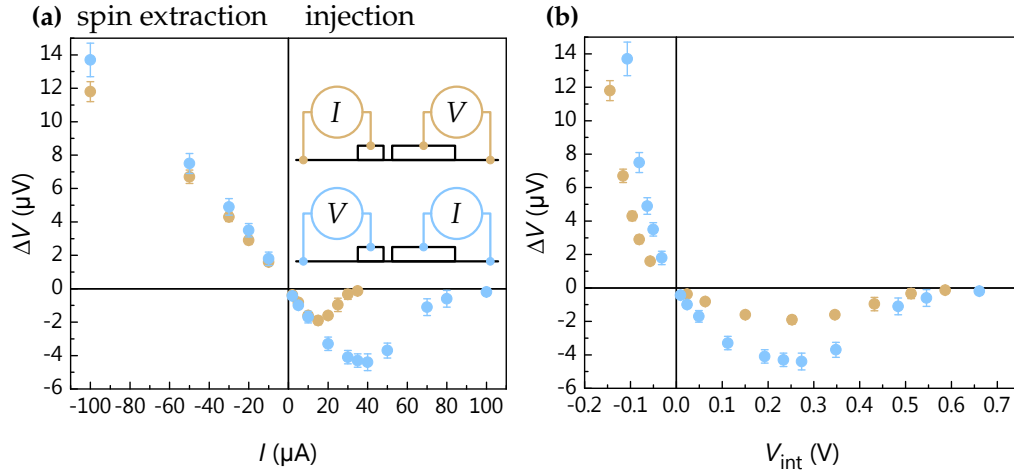 (a) spin extraction injection
(b)
14
12
10
8
6
4
2
0
-2
-4
-6
ΔV (µV)
I V
V I
-100 -80 -60 -40 -20 0 20 40 60 80 100
I (µA)
14
12
10
8
6
4
2
0
-2
-4
-6
ΔV (µV)
-0.2 -0.1 0.0 0.1 0.2 0.3 0.4 0.5 0.6 0.7
V_int (V)